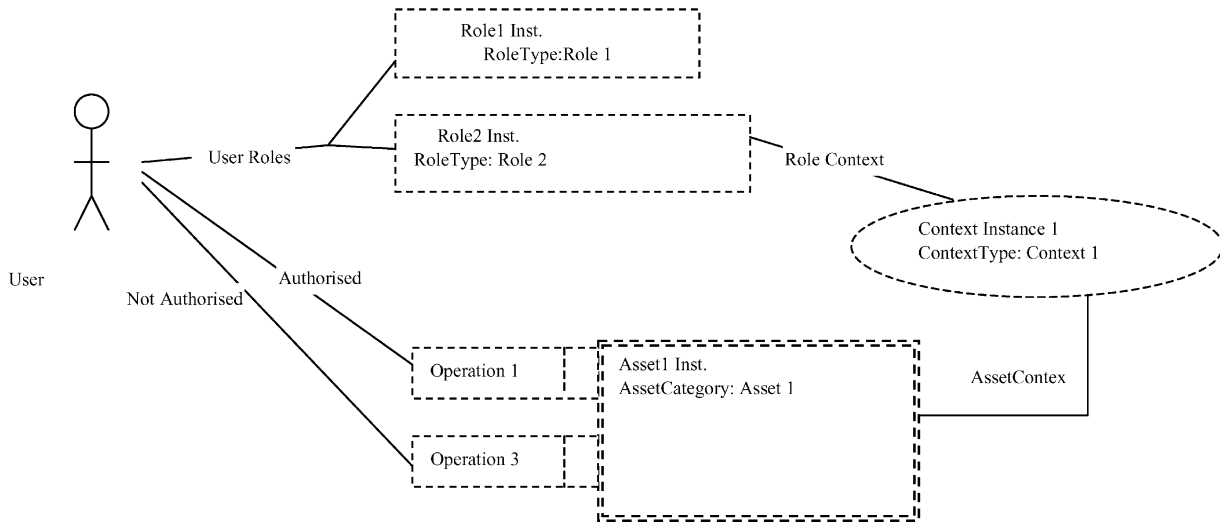 Role1 Inst.
RoleType:Role 1
Role2 Inst.
RoleType: Role 2
User Roles
Role Context
Context Instance 1
ContextType: Context 1
User
Authorised
Not Authorised
Operation 1
Asset1 Inst.
AssetCategory: Asset 1
AssetContex
Operation 3